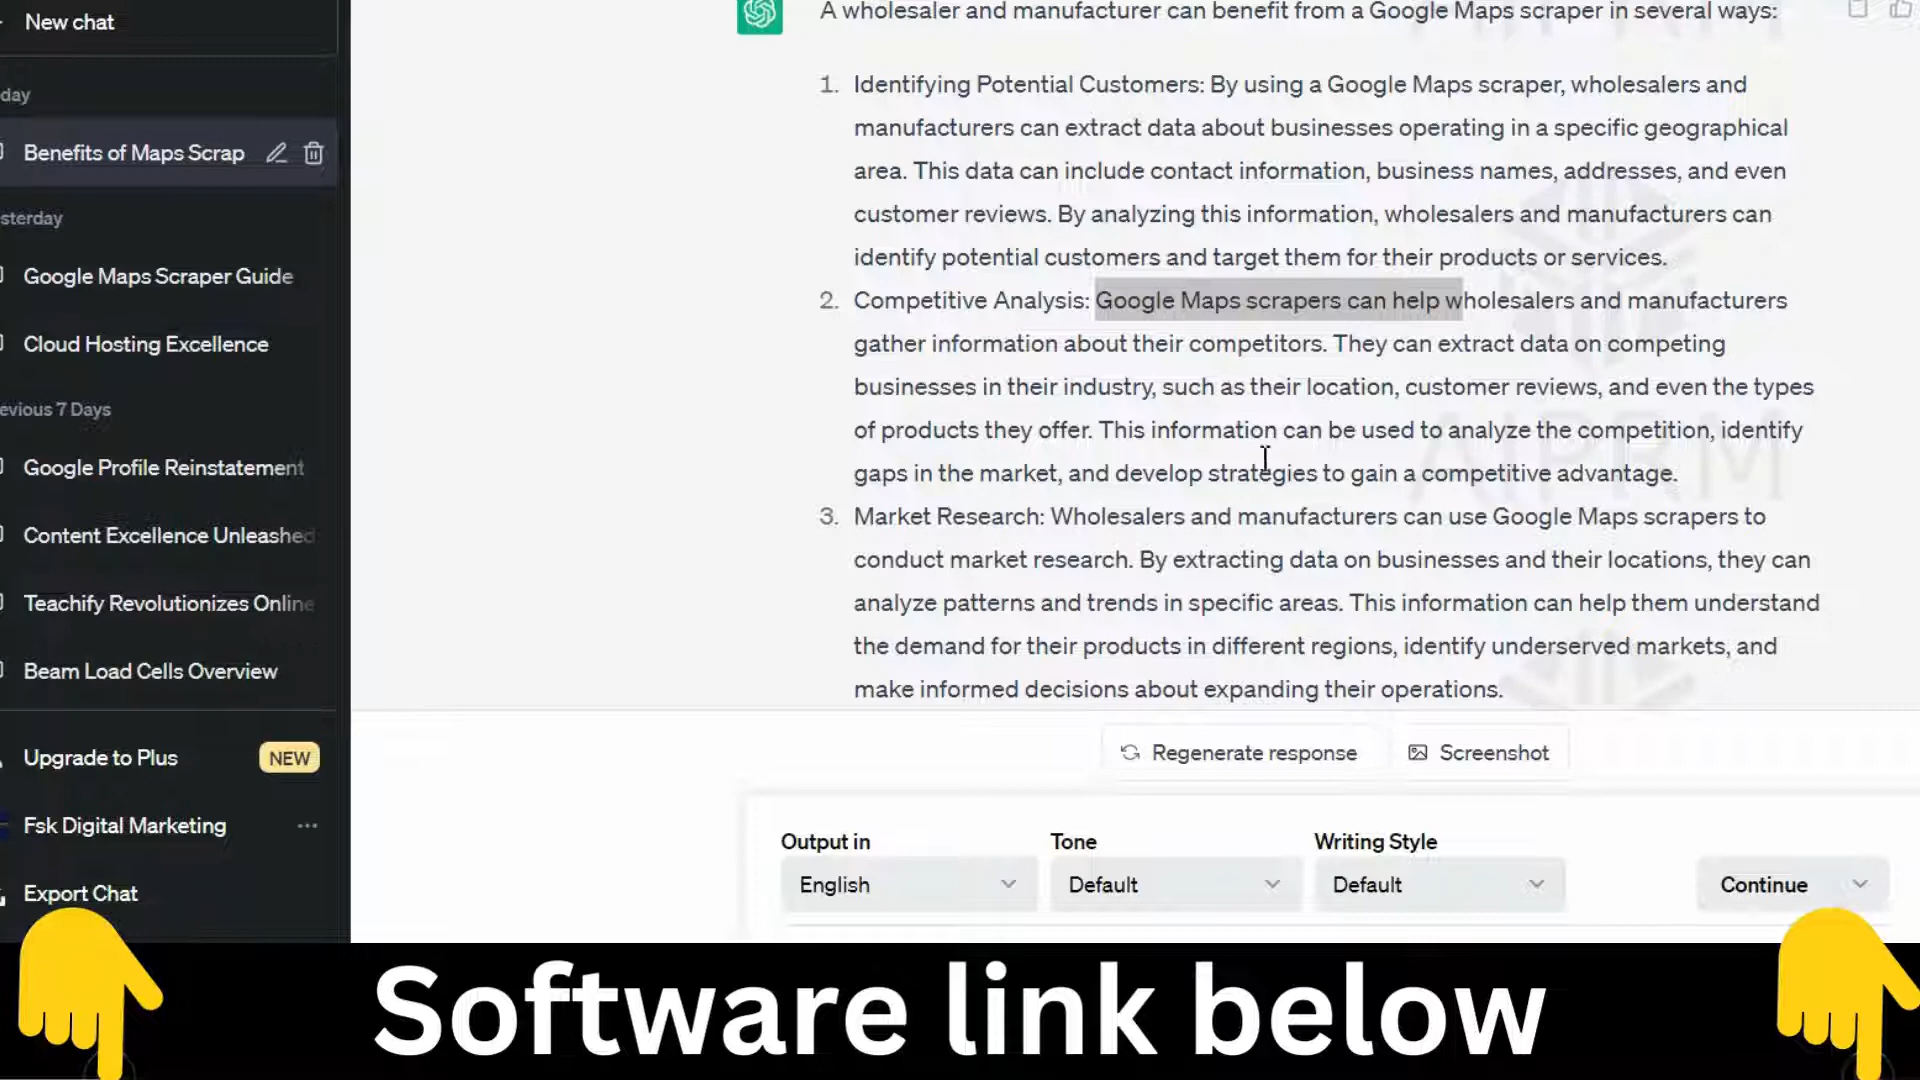 New chat
day
Benefits of Maps Scrap
sterday
Google Maps Scraper Guide
Cloud Hosting Excellence
evious 7 Days
Google Profile Reinstatement
Content Excellence Unleashed
Teachify Revolutionizes Online
Beam Load Cells Overview
Upgrade to Plus NEW
Fsk Digital Marketing
Export Chat
A wholesaler and manufacturer can benefit from a Google Maps scraper in several ways:
1. Identifying Potential Customers: By using a Google Maps scraper, wholesalers and
manufacturers can extract data about businesses operating in a specific geographical
area. This data can include contact information, business names, addresses, and even
customer reviews. By analyzing this information, wholesalers and manufacturers can
identify potential customers and target them for their products or services.
2. Competitive Analysis: Google Maps scrapers can help wholesalers and manufacturers
gather information about their competitors. They can extract data on competing
businesses in their industry, such as their location, customer reviews, and even the types
of products they offer. This information can be used to analyze the competition, identify
gaps in the market, and develop strategies to gain a competitive advantage.
3. Market Research: Wholesalers and manufacturers can use Google Maps scrapers to
conduct market research. By extracting data on businesses and their locations, they can
analyze patterns and trends in specific areas. This information can help them understand
the demand for their products in different regions, identify underserved markets, and
make informed decisions about expanding their operations.
AIPRM
Regenerate response Screenshot
Output in Tone Writing Style
English Default Default Continue
Software link below